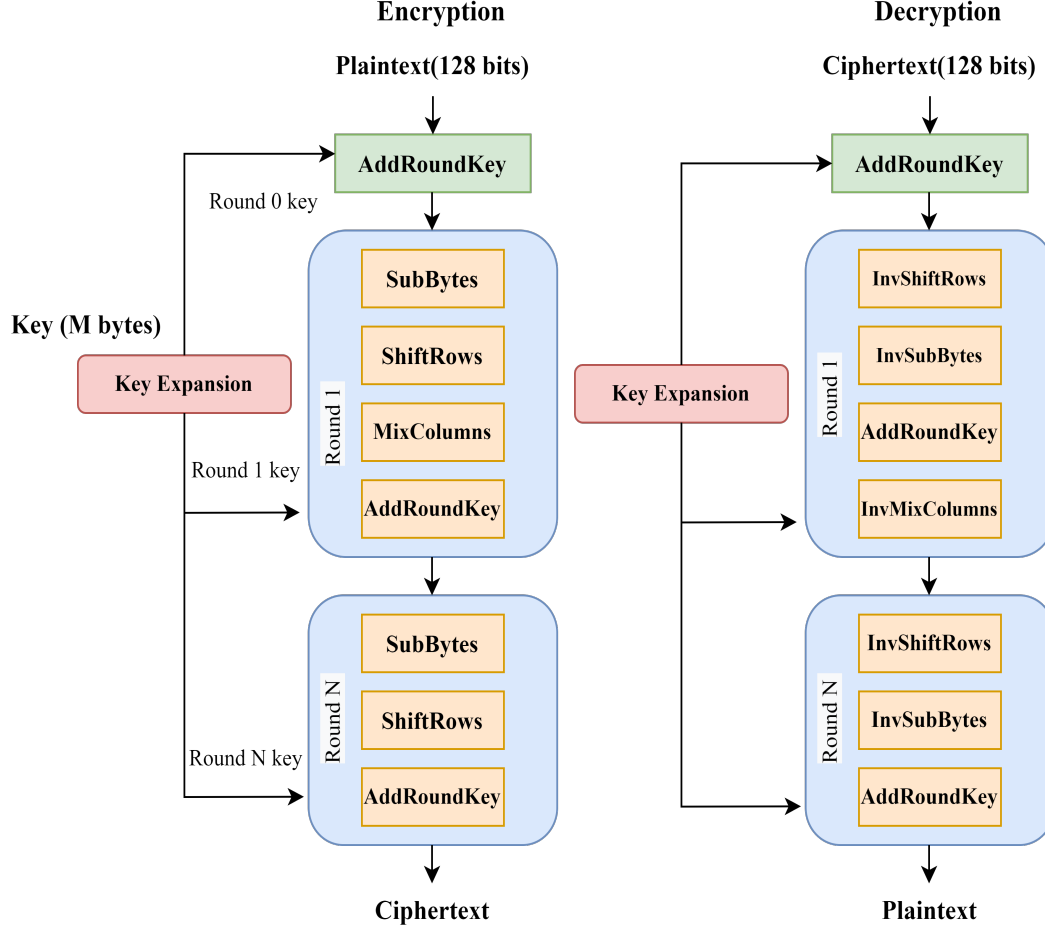 Encryption
Plaintext(128 bits)
AddRoundKey
Round 0 key
SubBytes
ShiftRows
MixColumns
AddRoundKey
Round 1
Key (M bytes)
Key Expansion
Round 1 key
SubBytes
ShiftRows
AddRoundKey
Round N
Round N key
Ciphertext
Decryption
Ciphertext(128 bits)
AddRoundKey
Key Expansion
InvShiftRows
InvSubBytes
AddRoundKey
InvMixColumns
Round 1
InvShiftRows
InvSubBytes
AddRoundKey
Round N
Plaintext